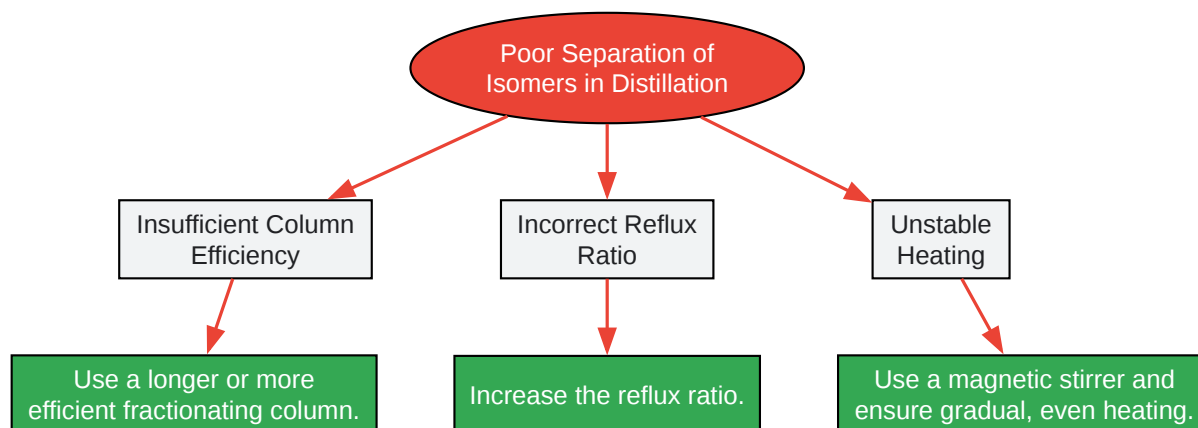 Poor Separation of
Isomers in Distillation
Insufficient Column
Efficiency
Incorrect Reflux
Ratio
Unstable
Heating
Use a longer or more
efficient fractionating column.
Increase the reflux ratio.
Use a magnetic stirrer and
ensure gradual, even heating.